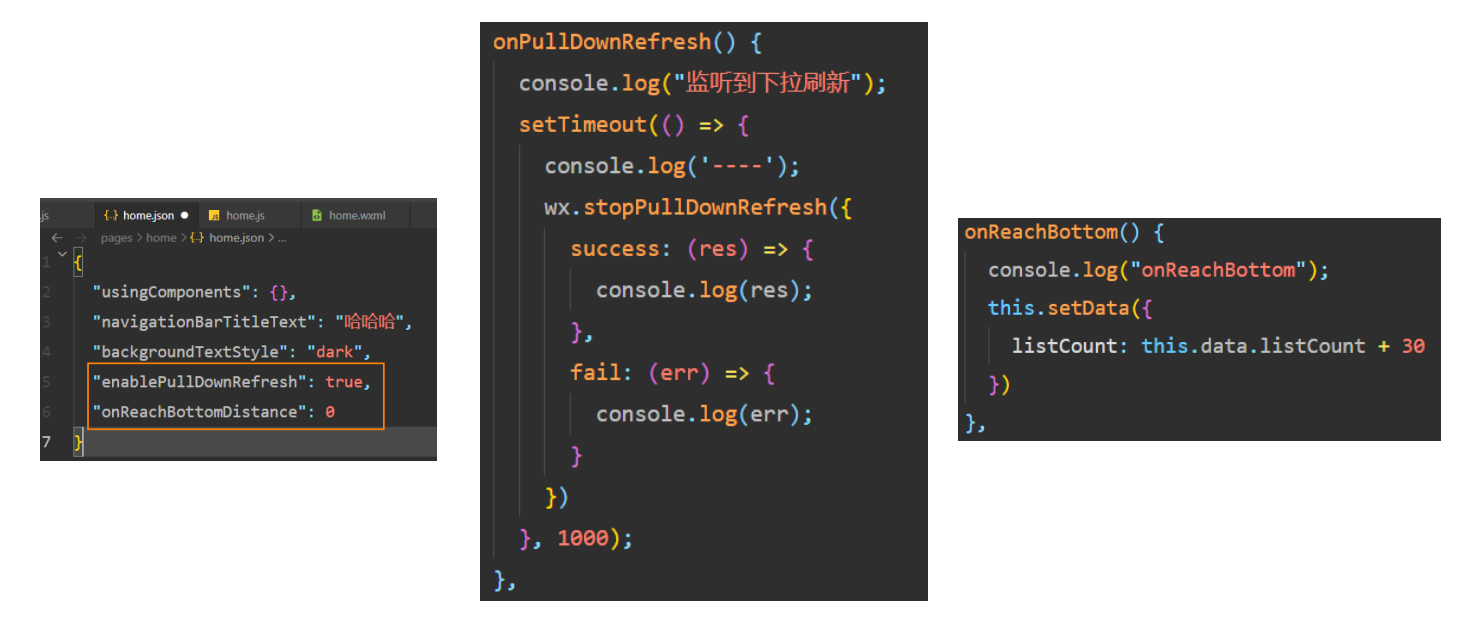 .js
{..} home.json ● JS home.js home.wxml
← → pages > home > {..} home.json > ...
1 {
2 "usingComponents": {},
3 "navigationBarTitleText": "哈哈哈",
4 "backgroundTextStyle": "dark",
5 "enablePullDownRefresh": true,
6 "onReachBottomDistance": 0
7 }
onPullDownRefresh() {
console.log("监听到下拉刷新");
setTimeout(() => {
console.log('----');
wx.stopPullDownRefresh({
success: (res) => {
console.log(res);
},
fail: (err) => {
console.log(err);
}
})
}, 1000);
},
onReachBottom() {
console.log("onReachBottom");
this.setData({
listCount: this.data.listCount + 30
})
},